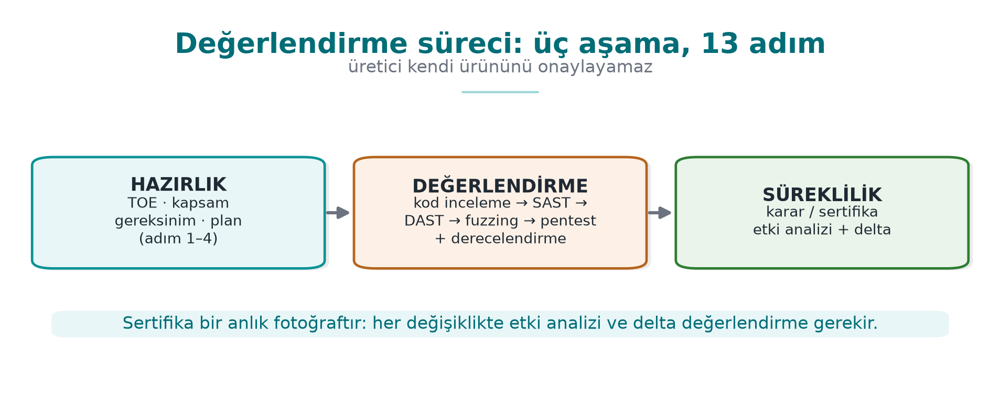 Değerlendirme süreci: üç aşama, 13 adım
üretici kendi ürününü onaylayamaz
HAZIRLIK
TOE · kapsam
gereksinim · plan
(adım 1–4)
DEĞERLENDİRME
kod inceleme → SAST →
DAST → fuzzing → pentest
+ derecelendirme
SÜREKLİLİK
karar / sertifika
etki analizi + delta
Sertifika bir anlık fotoğraftır: her değişiklikte etki analizi ve delta değerlendirme gerekir.